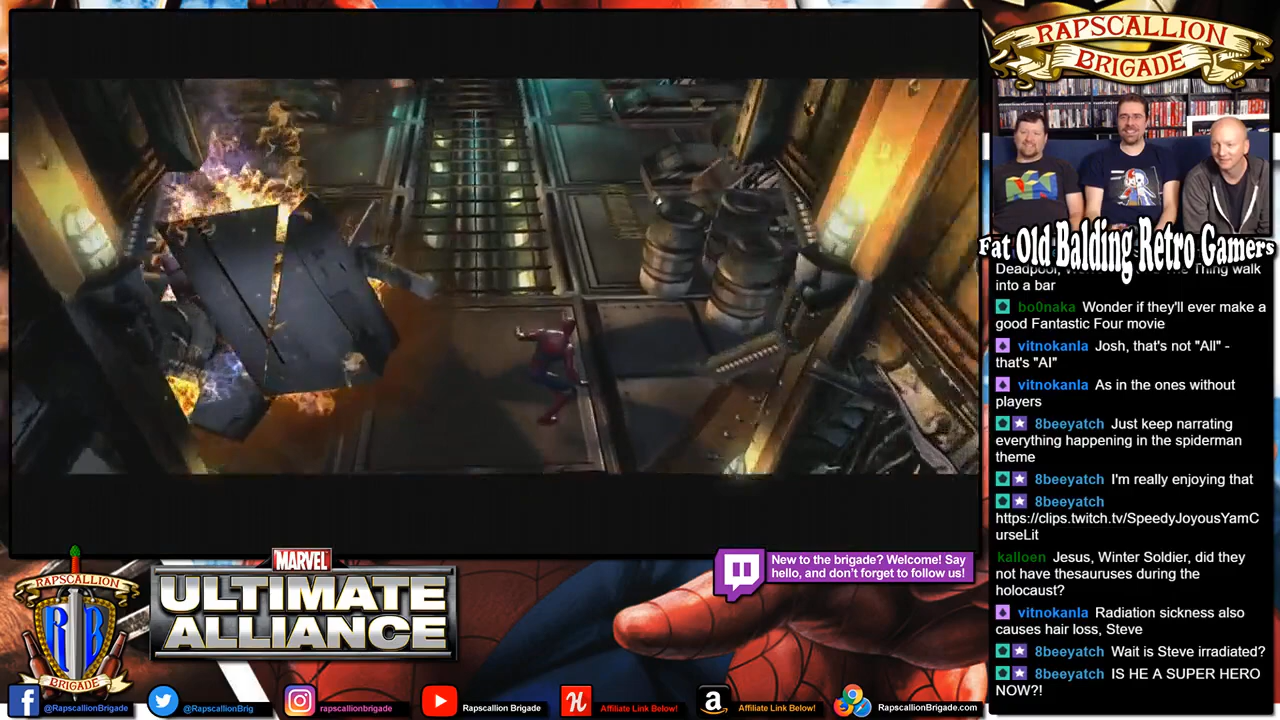 RAPSCALLION
BRIGADE
Fat Old Balding Retro Gamers
into a bar
bo0naka Wonder if they'll ever make a
good Fantastic Four movie
vitnokanla Josh, that's not "All" -
that's "AI"
vitnokanla As in the ones without
players
8beeyatch Just keep narrating
everything happening in the spiderman
theme
8beeyatch I'm really enjoying that
8beeyatch
https://clips.twitch.tv/SpeedyJoyousYamC
urseLit
kalloen Jesus, Winter Soldier, did they
not have thesauruses during the
holocaust?
vitnokanla Radiation sickness also
causes hair loss, Steve
8beeyatch Wait is Steve irradiated?
8beeyatch IS HE A SUPER HERO
NOW?!
New to the brigade? Welcome! Say
hello, and don't forget to follow us!
RAPSCALLION
RB
BRIGADE
MARVEL
ULTIMATE
ALLIANCE
@RapscallionBrigade
@RapscallionBrig
rapscallionbrigade
Rapscallion Brigade
Affiliate Link Below!
Affiliate Link Below!
RapscallionBrigade.com